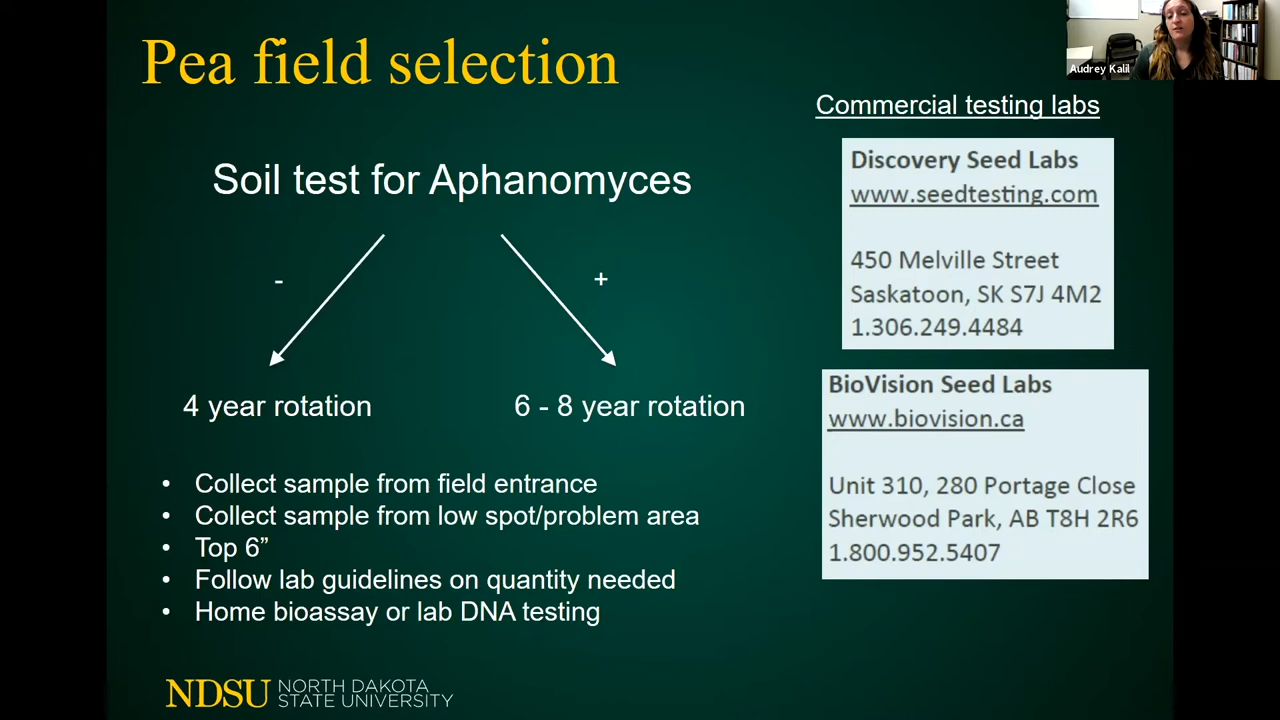 Pea field selection
Audrey Kalil
Soil test for Aphanomyces
-
+
4 year rotation
6 - 8 year rotation
• Collect sample from field entrance
• Collect sample from low spot/problem area
• Top 6”
• Follow lab guidelines on quantity needed
• Home bioassay or lab DNA testing
Commercial testing labs
Discovery Seed Labs
www.seedtesting.com
450 Melville Street
Saskatoon, SK S7J 4M2
1.306.249.4484
BioVision Seed Labs
www.biovision.ca
Unit 310, 280 Portage Close
Sherwood Park, AB T8H 2R6
1.800.952.5407
NDSU NORTH DAKOTA
STATE UNIVERSITY